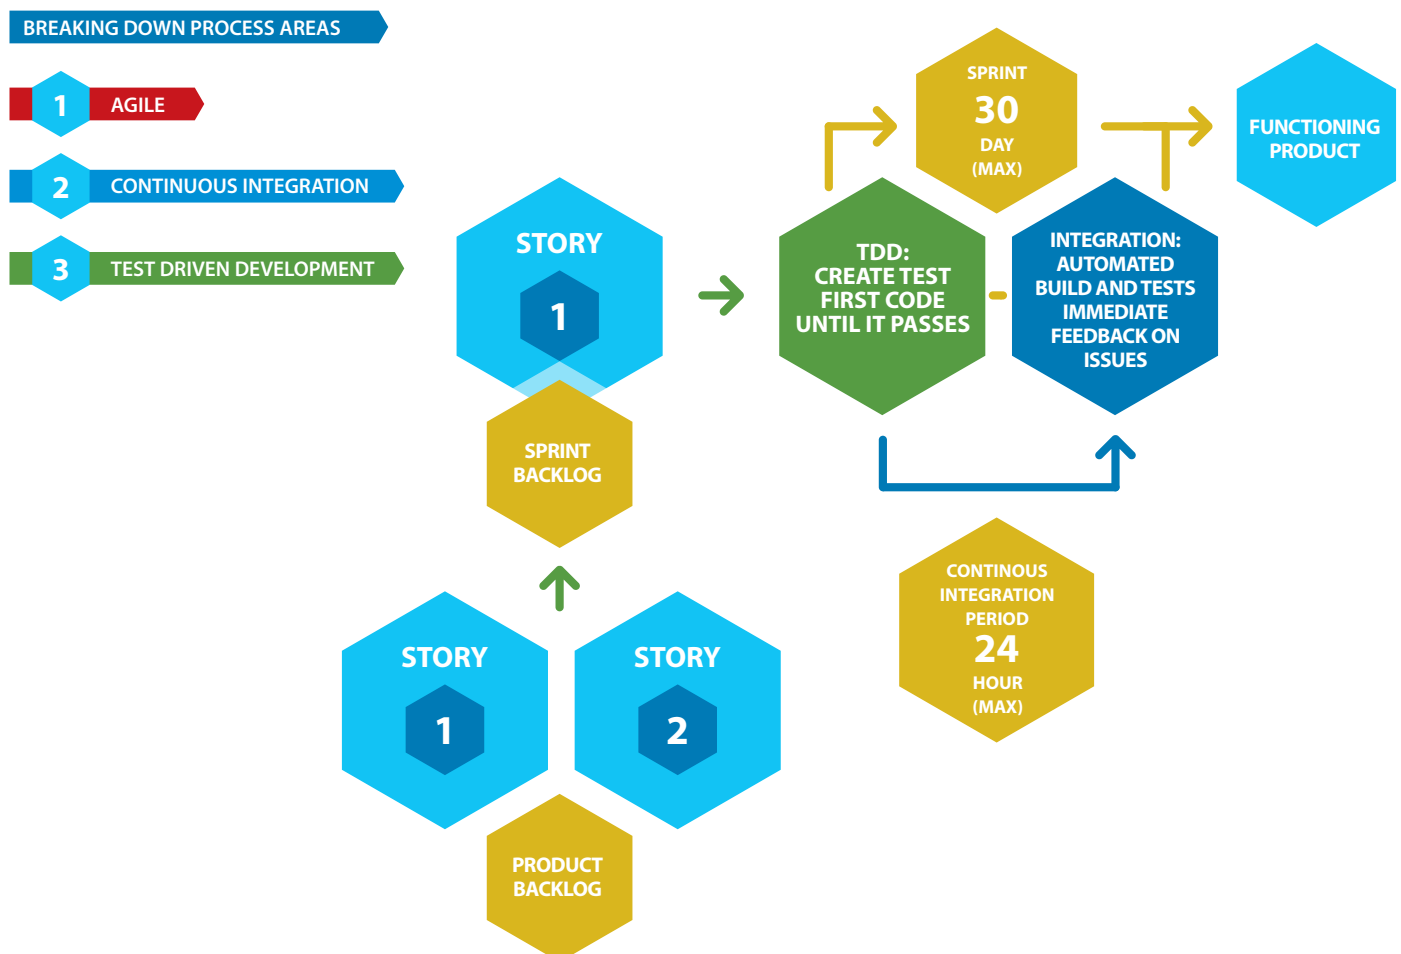 BREAKING DOWN PROCESS AREAS
1 AGILE
2 CONTINUOUS INTEGRATION
3 TEST DRIVEN DEVELOPMENT
STORY
1
SPRINT
BACKLOG
STORY
1
STORY
2
PRODUCT
BACKLOG
TDD:
CREATE TEST
FIRST CODE
UNTIL IT PASSES
SPRINT
30
DAY
(MAX)
INTEGRATION:
AUTOMATED
BUILD AND TESTS
IMMEDIATE
FEEDBACK ON
ISSUES
FUNCTIONING
PRODUCT
CONTINOUS
INTEGRATION
PERIOD
24
HOUR
(MAX)